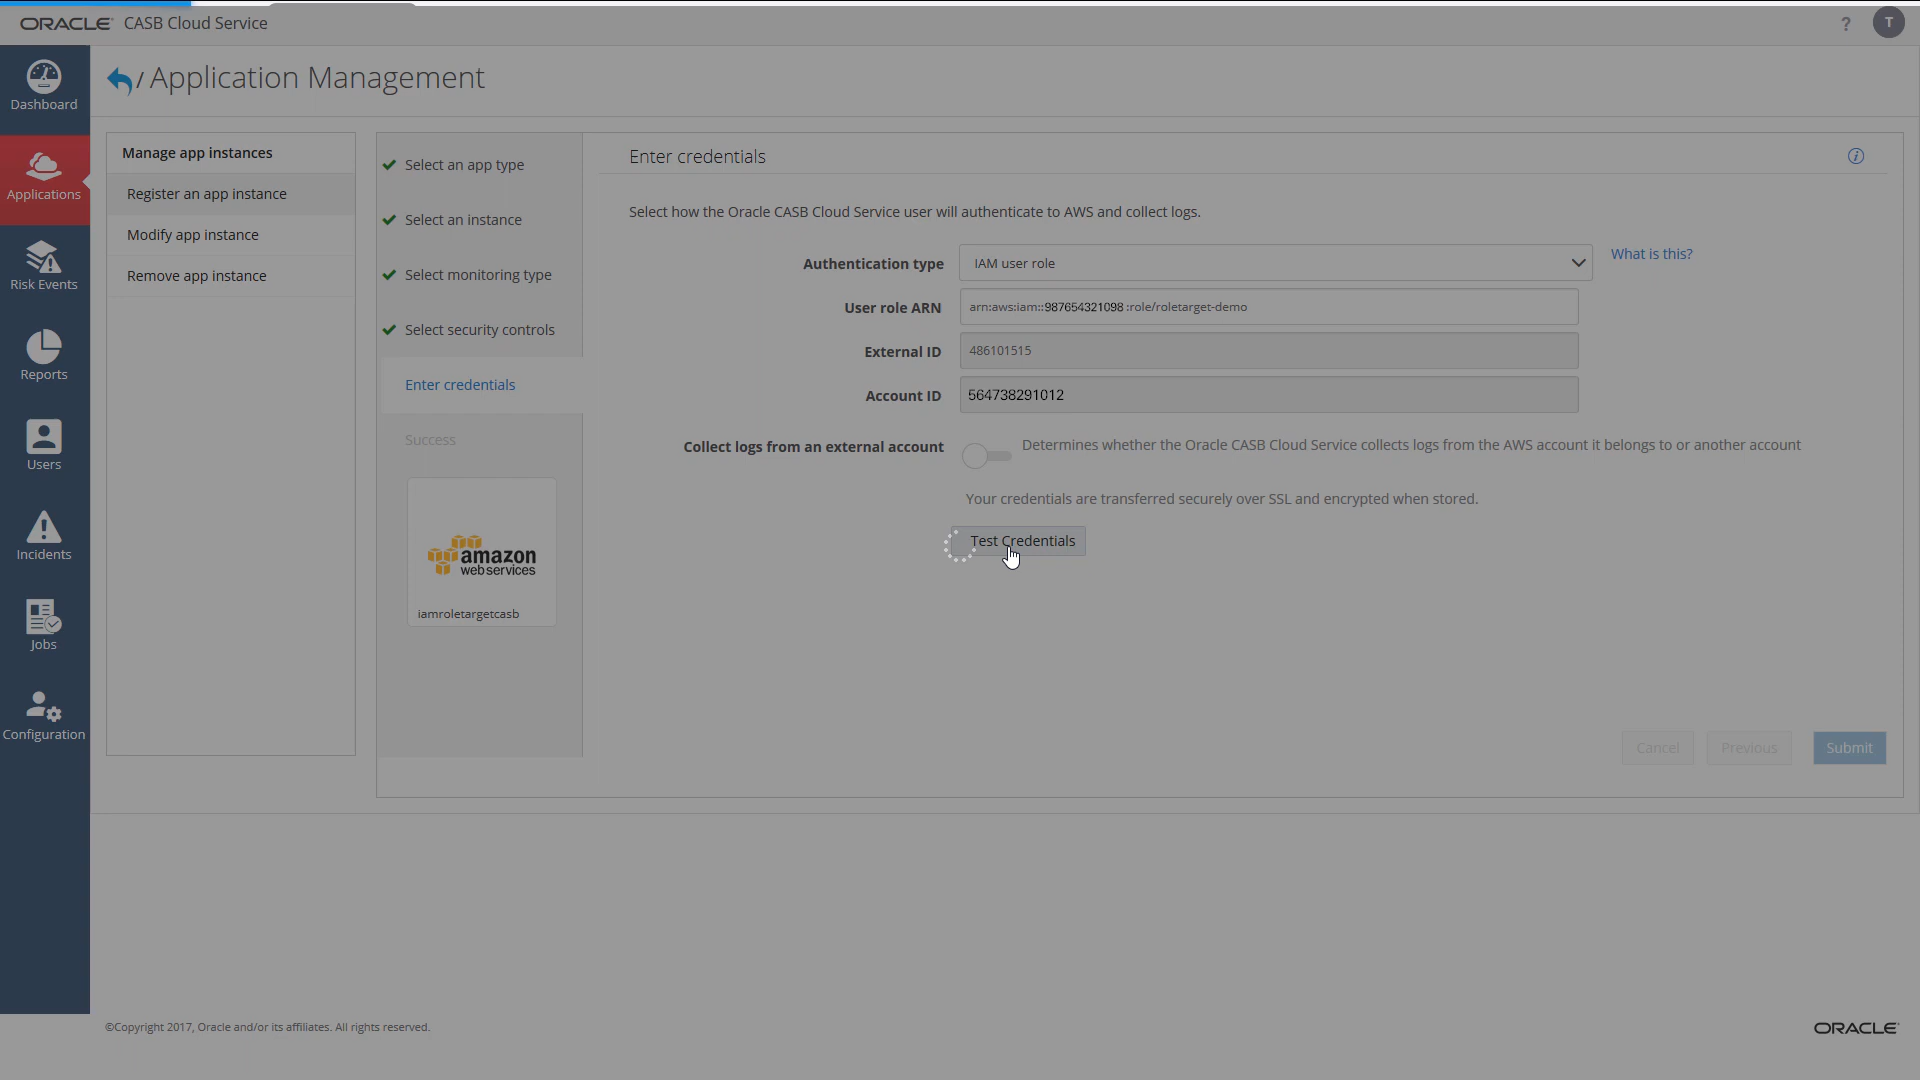 ORACLE CASB Cloud Service
?
T
/ Application Management
Dashboard
Applications
Risk Events
Reports
Users
Incidents
Jobs
Configuration
Manage app instances
Register an app instance
Modify app instance
Remove app instance
Select an app type
Select an instance
Select monitoring type
Select security controls
Enter credentials
Success
amazon
web services
iamroletargetcasb
Enter credentials
i
Select how the Oracle CASB Cloud Service user will authenticate to AWS and collect logs.
Authentication type IAM user role What is this?
User role ARN arn:aws:iam::987654321098 :role/roletarget-demo
External ID 486101515
Account ID 564738291012
Collect logs from an external account Determines whether the Oracle CASB Cloud Service collects logs from the AWS account it belongs to or another account
Your credentials are transferred securely over SSL and encrypted when stored.
Test Credentials
Cancel Previous Submit
©Copyright 2017, Oracle and/or its affiliates. All rights reserved.
ORACLE